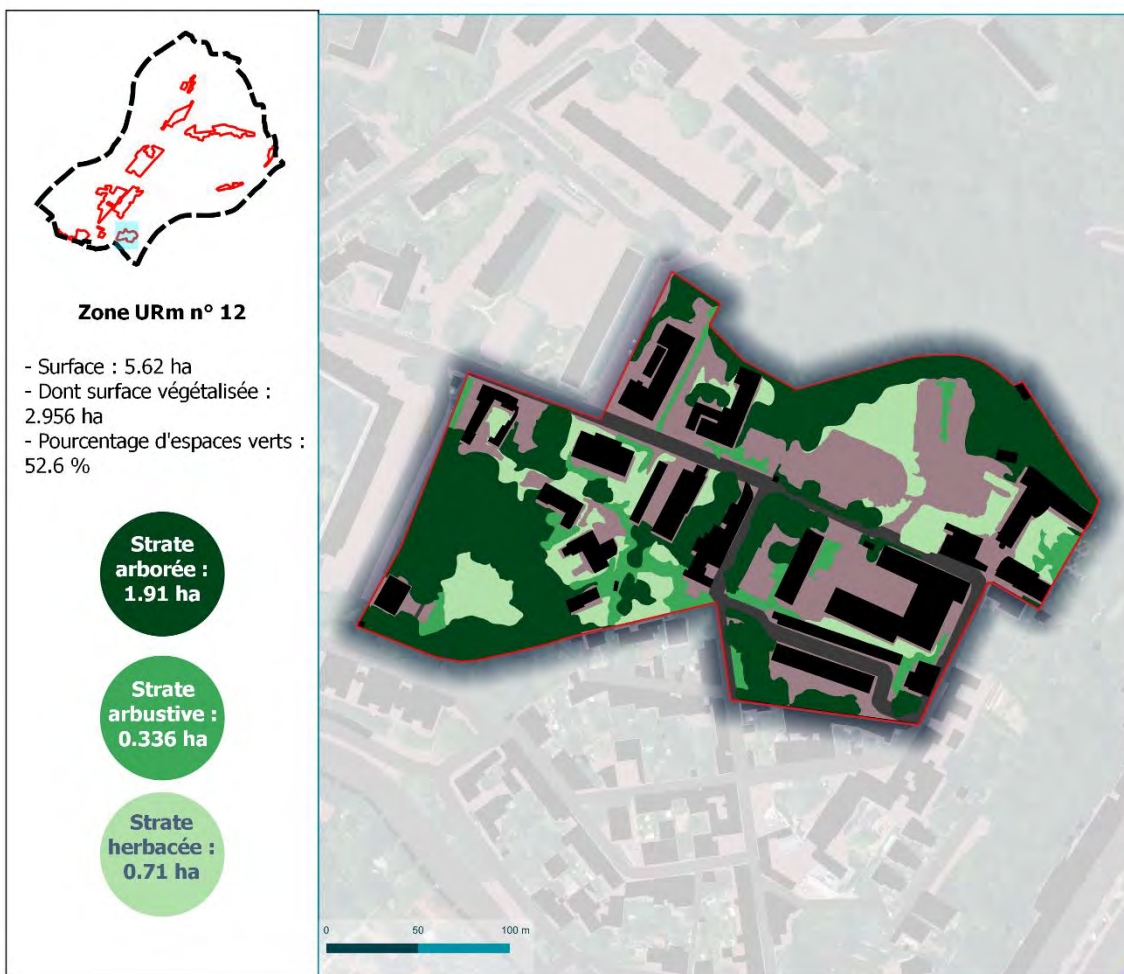 Zone URm n° 12
- Surface : 5.62 ha
- Dont surface végétalisée :
2.956 ha
- Pourcentage d'espaces verts :
52.6 %
Strate
arborée :
1.91 ha
Strate
arbustive :
0.336 ha
Strate
herbacée :
0.71 ha
0 50 100 m